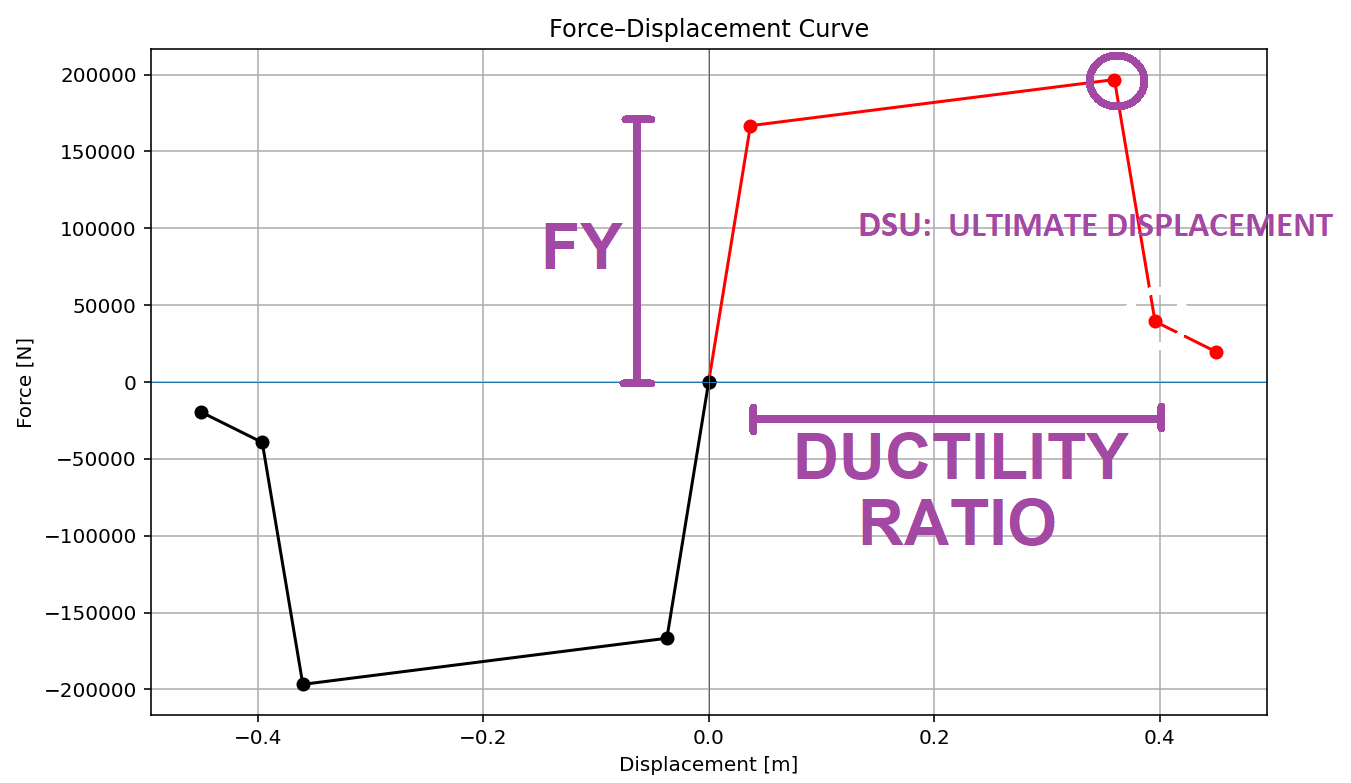 Force–Displacement Curve
200000
150000
100000
50000
0
−50000
−100000
−150000
−200000
Force [N]
FY
DSU: ULTIMATE DISPLACEMENT
DUCTILITY
RATIO
−0.4
−0.2
0.0
0.2
0.4
Displacement [m]